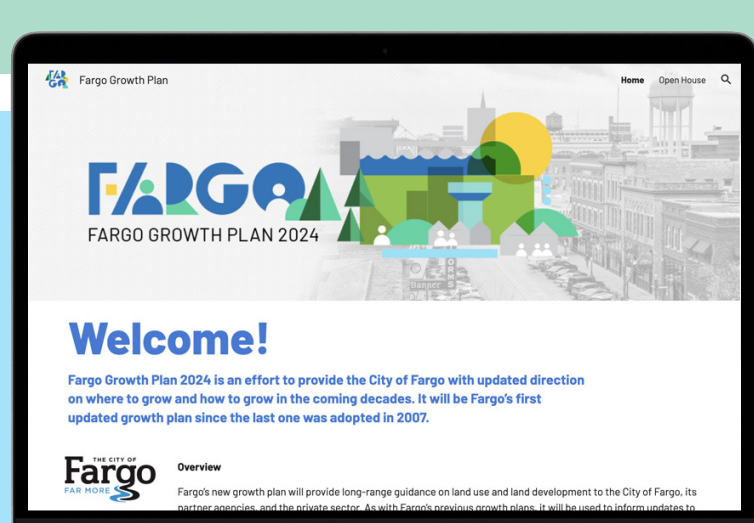 FARGO
Fargo Growth Plan
Home Open House
FARGO
FARGO GROWTH PLAN 2024
Banner
ORMS
Welcome!
Fargo Growth Plan 2024 is an effort to provide the City of Fargo with updated direction
on where to grow and how to grow in the coming decades. It will be Fargo’s first
updated growth plan since the last one was adopted in 2007.
THE CITY OF
Fargo
FAR MORE
Overview
Fargo’s new growth plan will provide long-range guidance on land use and land development to the City of Fargo, its
partner agencies, and the private sector. As with Fargo’s previous growth plans, it will be used to inform updates to